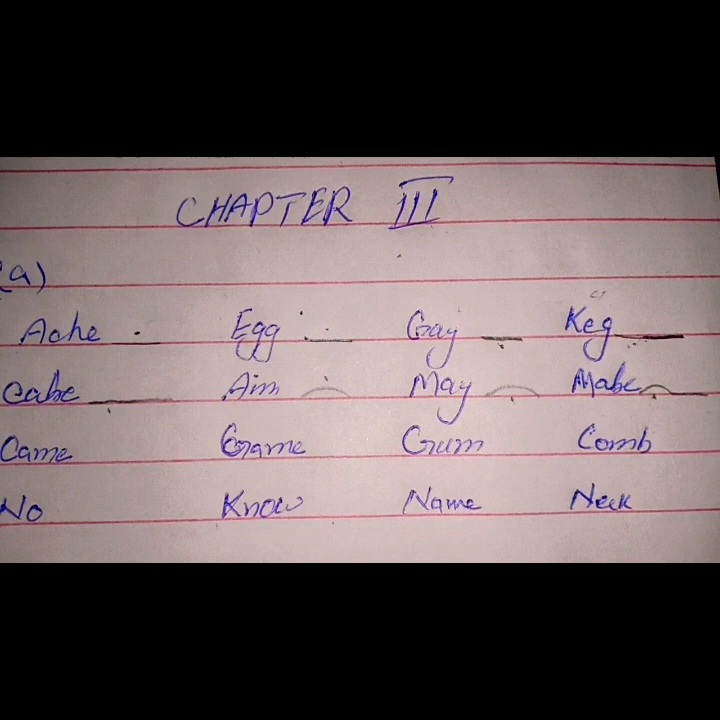 CHAPTER III
(a)
Ache Egg Gay Keg
Cake Aim May Make
Came Game Gum Comb
No Know Name Neck